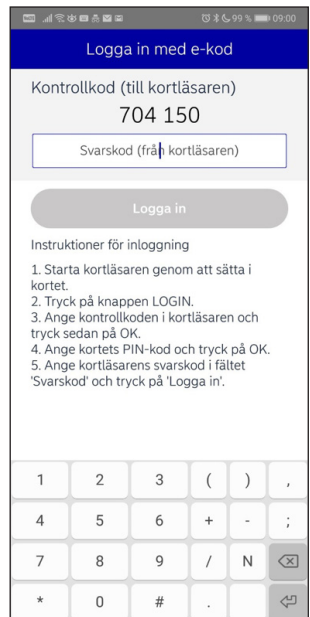 99 % 09:00
Logga in med e-kod
Kontrollkod (till kortläsaren)
704 150
Svarskod (från kortläsaren)
Logga in
Instruktioner för inloggning
1. Starta kortläsaren genom att sätta i
kortet.
2. Tryck på knappen LOGIN.
3. Ange kontrollkoden i kortläsaren och
tryck sedan på OK.
4. Ange kortets PIN-kod och tryck på OK.
5. Ange kortläsarens svarskod i fältet
'Svarskod' och tryck på 'Logga in'.
1 2 3 ( ) ,
4 5 6 + - ;
7 8 9 / N
* 0 # .